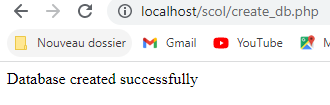 localhost/scol/create_db.php
Nouveau dossier Gmail YouTube
Database created successfully